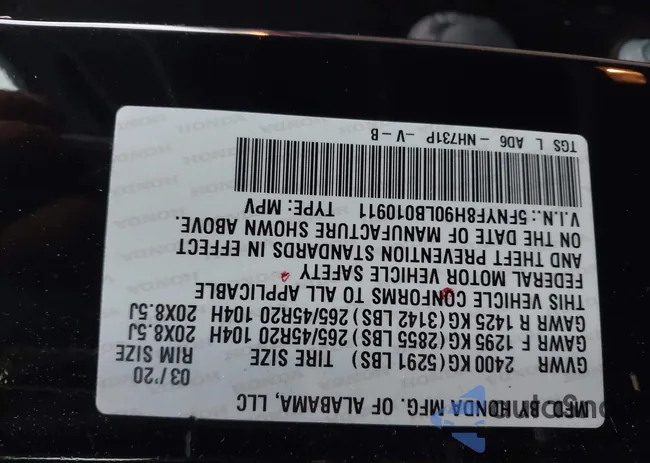 MFD. BY HONDA MFG. OF ALABAMA, LLC 03/20
GVWR 2400 KG (5291 LBS) TIRE SIZE RIM SIZE
GAWR F 1295 KG (2855 LBS) 265/45R20 104H 20X8.5J
GAWR R 1425 KG (3142 LBS) 265/45R20 104H 20X8.5J
THIS VEHICLE CONFORMS TO ALL APPLICABLE
FEDERAL MOTOR VEHICLE SAFETY
AND THEFT PREVENTION STANDARDS IN EFFECT
ON THE DATE OF MANUFACTURE SHOWN ABOVE.
V.I.N.: 5FNYF8H90LB010911 TYPE: MPV
TGS L AD6 -NH731P -V-B